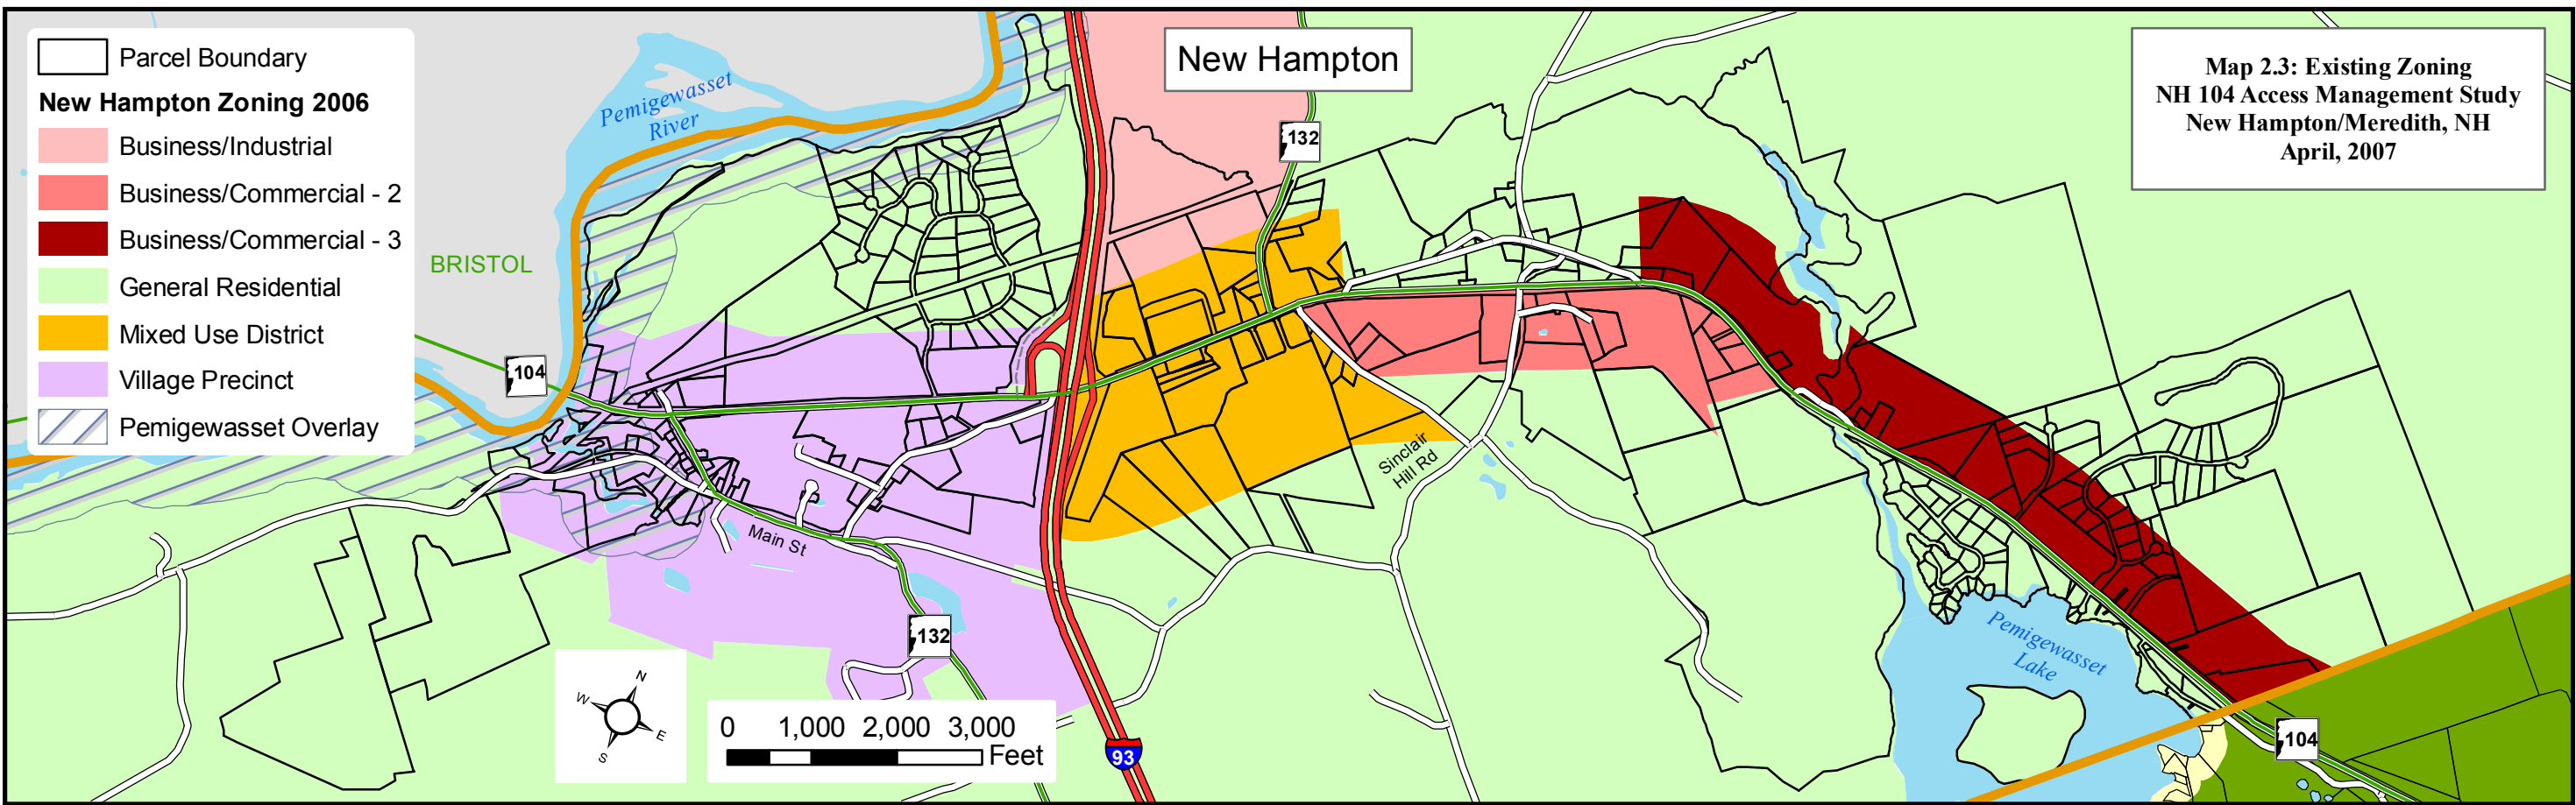 Parcel Boundary
New Hampton Zoning 2006
Business/Industrial
Business/Commercial - 2
Business/Commercial - 3
General Residential
Mixed Use District
Village Precinct
Pemigewasset Overlay
New Hampton
Map 2.3: Existing Zoning
NH 104 Access Management Study
New Hampton/Meredith, NH
April, 2007
Pemigewasset
River
132
BRISTOL
104
Sinclair
Hill Rd
Main St
132
Pemigewasset
Lake
N
W
E
S
0 1,000 2,000 3,000
Feet
93
104